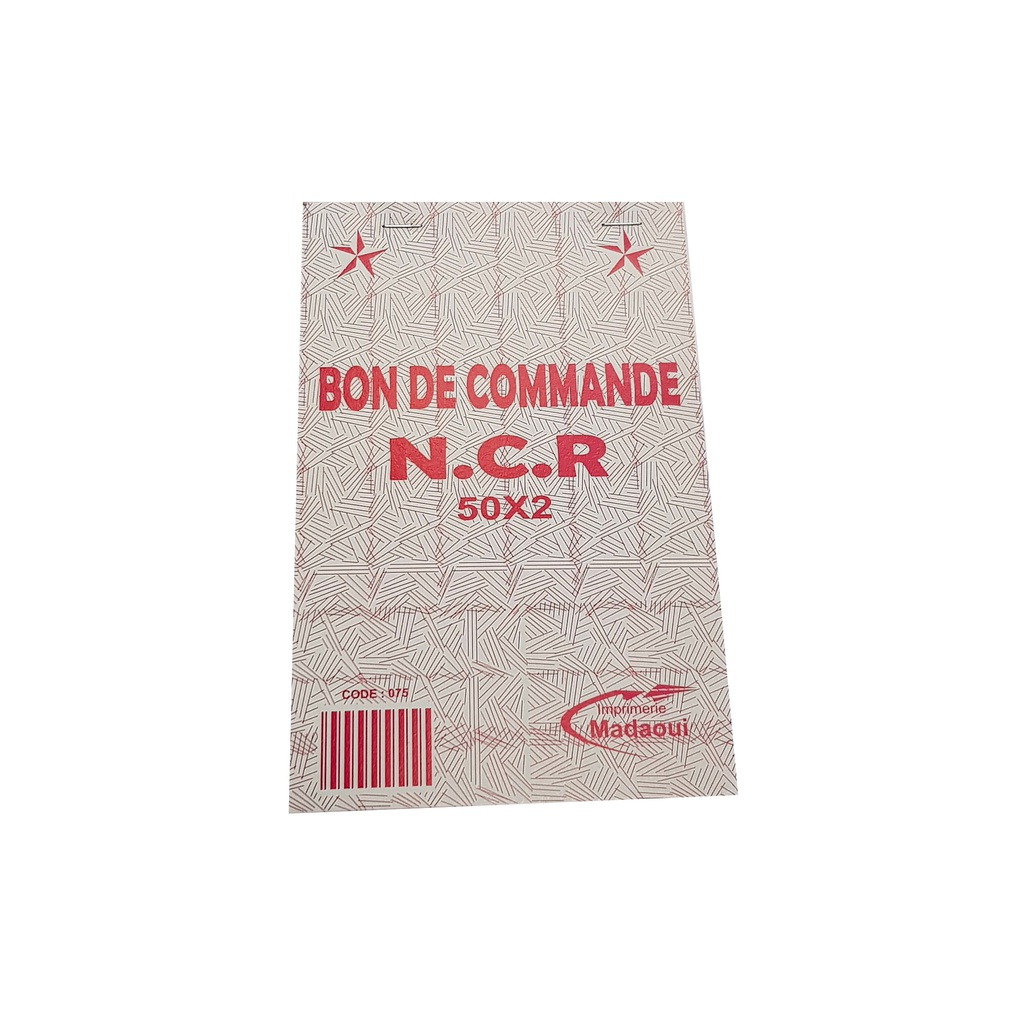 BON DE COMMANDE
N.C.R
50X2
CODE : 075
Imprimerie
Madaoui